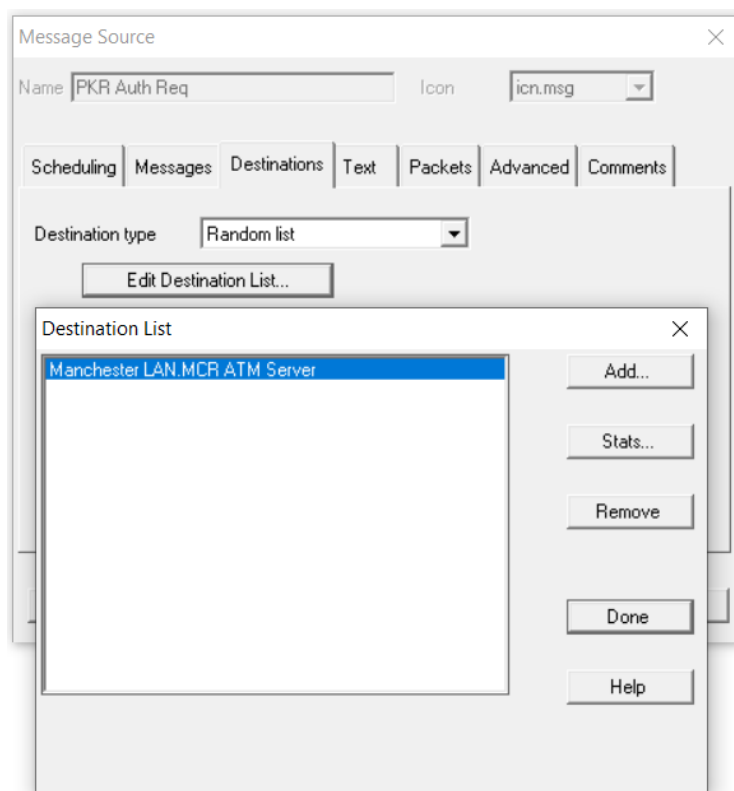 Message Source
Name PKR Auth Req Icon icn.msg
Scheduling Messages Destinations Text Packets Advanced Comments
Destination type Random list
Edit Destination List...
Destination List
Manchester LAN.MCR ATM Server
Add...
Stats...
Remove
Done
Help